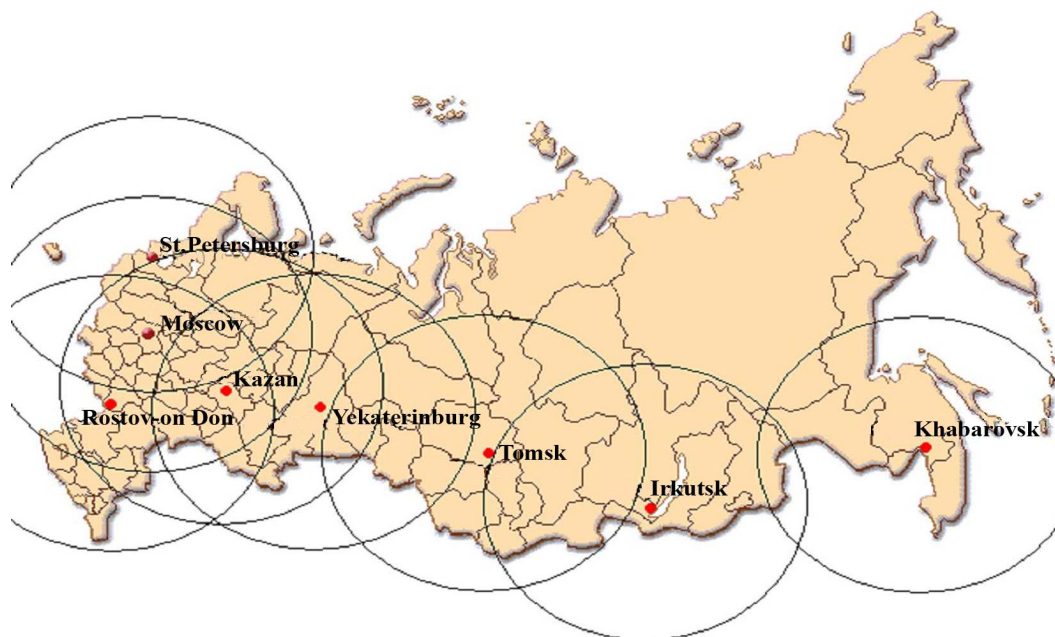 St.Petersburg
Moscow
Kazan
Rostov-on Don
Yekaterinburg
Khabarovsk
Tomsk
Irkutsk